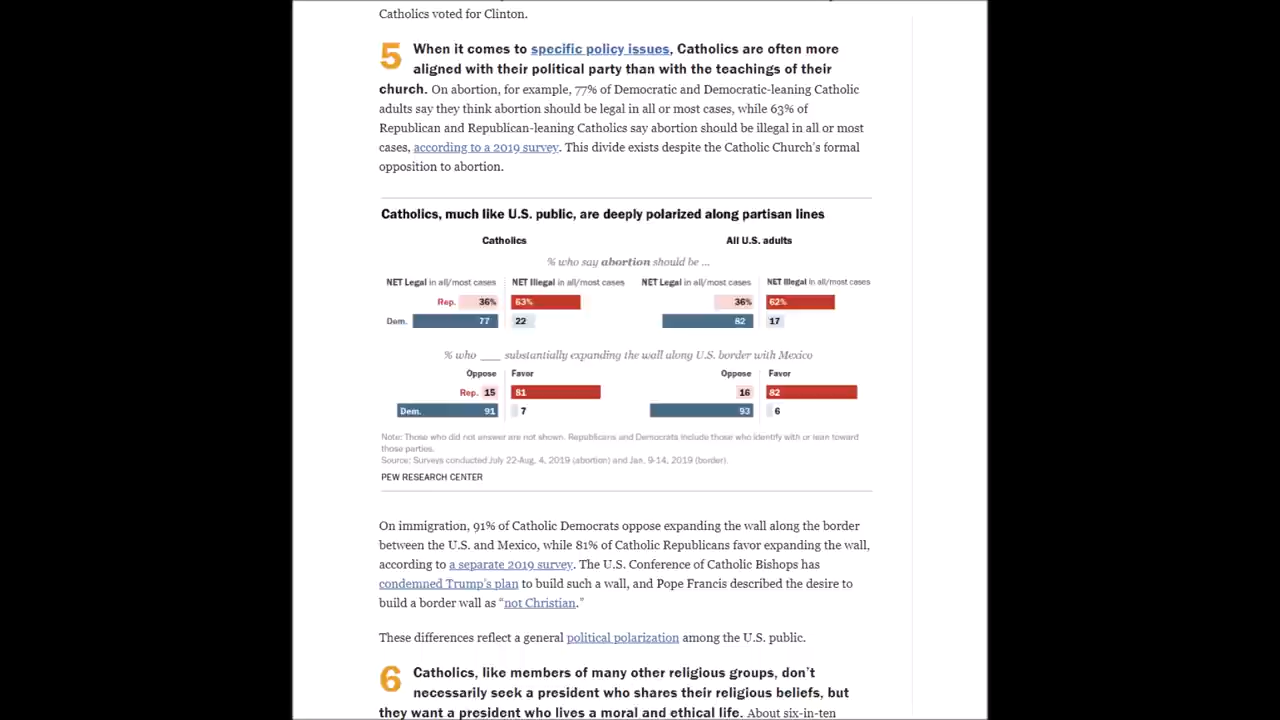 Catholics voted for Clinton.
5 When it comes to specific policy issues, Catholics are often more
aligned with their political party than with the teachings of their
church. On abortion, for example, 77% of Democratic and Democratic-leaning Catholic
adults say they think abortion should be legal in all or most cases, while 63% of
Republican and Republican-leaning Catholics say abortion should be illegal in all or most
cases, according to a 2019 survey. This divide exists despite the Catholic Church's formal
opposition to abortion.
Catholics, much like U.S. public, are deeply polarized along partisan lines
Catholics All U.S. adults
% who say abortion should be ...
NET Legal in all/most cases NET Illegal in all/most cases NET Legal in all/most cases NET Illegal in all/most cases
Rep. 36% 63% 36% 62%
Dem. 77 22 82 17
% who ___ substantially expanding the wall along U.S. border with Mexico
Oppose Favor Oppose Favor
Rep. 15 81 16 82
Dem. 91 7 93 6
Note: Those who did not answer are not shown. Republicans and Democrats include those who identify with or lean toward
those parties.
Source: Surveys conducted July 22-Aug. 4, 2019 (abortion) and Jan. 9-14, 2019 (border).
PEW RESEARCH CENTER
On immigration, 91% of Catholic Democrats oppose expanding the wall along the border
between the U.S. and Mexico, while 81% of Catholic Republicans favor expanding the wall,
according to a separate 2019 survey. The U.S. Conference of Catholic Bishops has
condemned Trump's plan to build such a wall, and Pope Francis described the desire to
build a border wall as "not Christian."
These differences reflect a general political polarization among the U.S. public.
6 Catholics, like members of many other religious groups, don't
necessarily seek a president who shares their religious beliefs, but
they want a president who lives a moral and ethical life. About six-in-ten